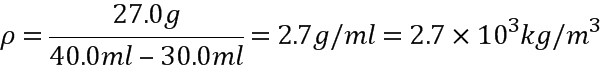 ρ = 27.0g / (40.0ml − 30.0ml) = 2.7g/ml = 2.7 × 10³kg/m³